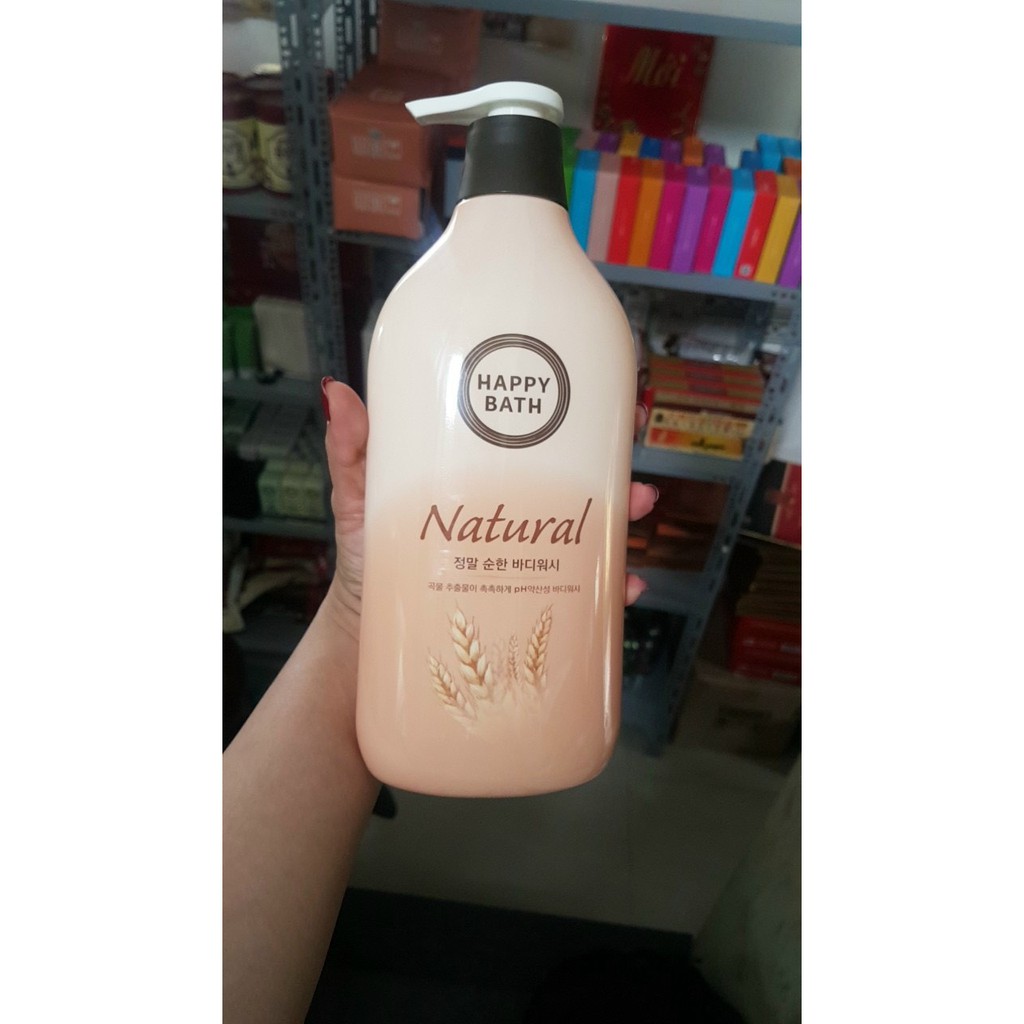 Mời
HAPPY
BATH
Natural
정말 순한 바디워시
곡물 추출물이 촉촉하게 pH약산성 바디워시